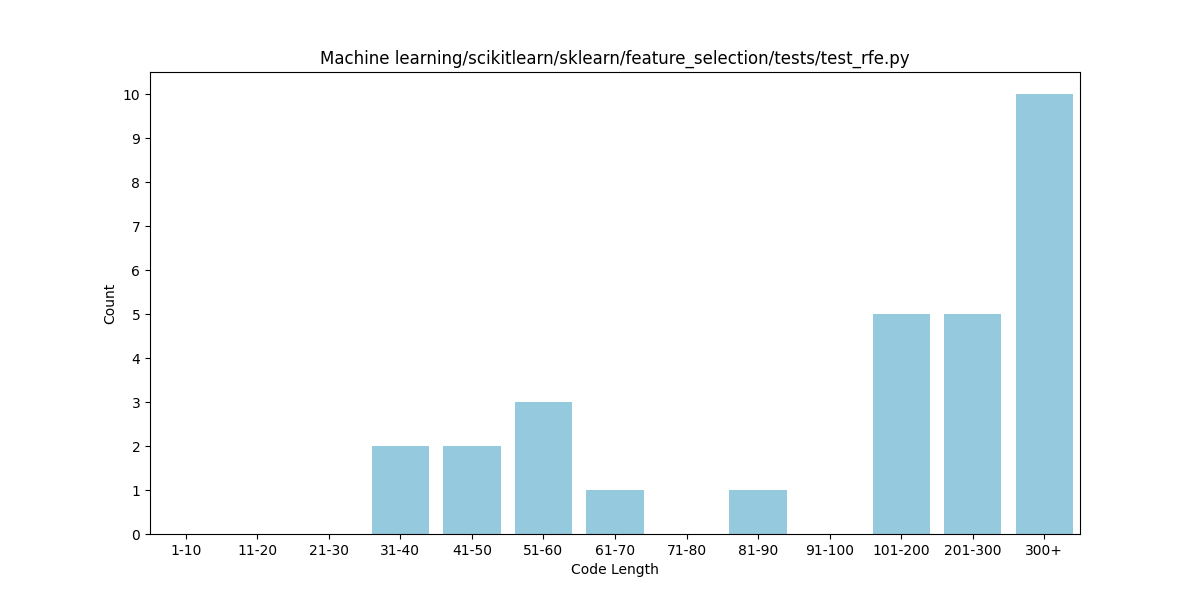 Machine learning/scikitlearn/sklearn/feature_selection/tests/test_rfe.py
10
9
8
7
6
5
4
3
2
1
0
Count
1-10 11-20 21-30 31-40 41-50 51-60 61-70 71-80 81-90 91-100 101-200 201-300 300+
Code Length